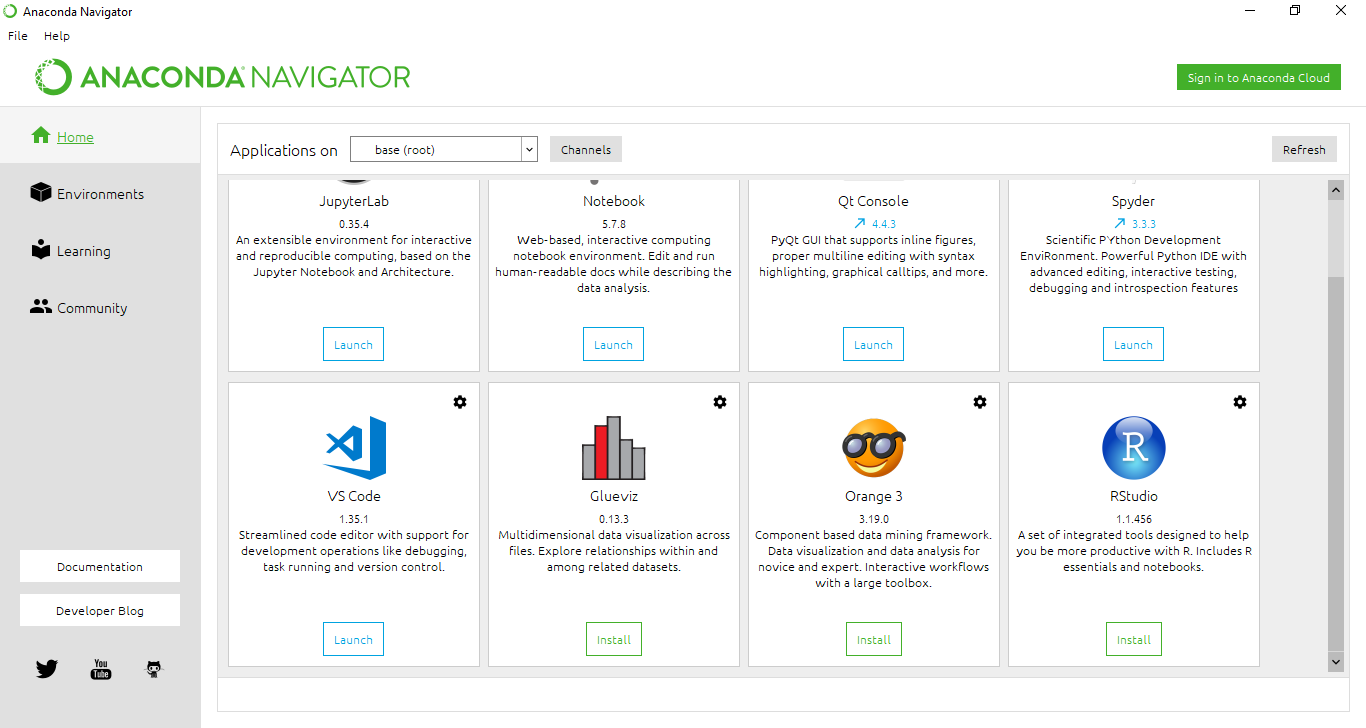 Anaconda Navigator
File Help
ANACONDA NAVIGATOR
Sign in to Anaconda Cloud
Home
Environments
Learning
Community
Documentation
Developer Blog
You
Tube
Applications on base (root) Channels Refresh
JupyterLab
0.35.4
An extensible environment for interactive
and reproducible computing, based on the
Jupyter Notebook and Architecture.
Launch
Notebook
5.7.8
Web-based, interactive computing
notebook environment. Edit and run
human-readable docs while describing the
data analysis.
Launch
Qt Console
4.4.3
PyQt GUI that supports inline figures,
proper multiline editing with syntax
highlighting, graphical calltips, and more.
Launch
Spyder
3.3.3
Scientific PYthon Development
EnviRonment. Powerful Python IDE with
advanced editing, interactive testing,
debugging and introspection features
Launch
VS Code
1.35.1
Streamlined code editor with support for
development operations like debugging,
task running and version control.
Launch
Glueviz
0.13.3
Multidimensional data visualization across
files. Explore relationships within and
among related datasets.
Install
Orange 3
3.19.0
Component based data mining framework.
Data visualization and data analysis for
novice and expert. Interactive workflows
with a large toolbox.
Install
R
RStudio
1.1.456
A set of integrated tools designed to help
you be more productive with R. Includes R
essentials and notebooks.
Install